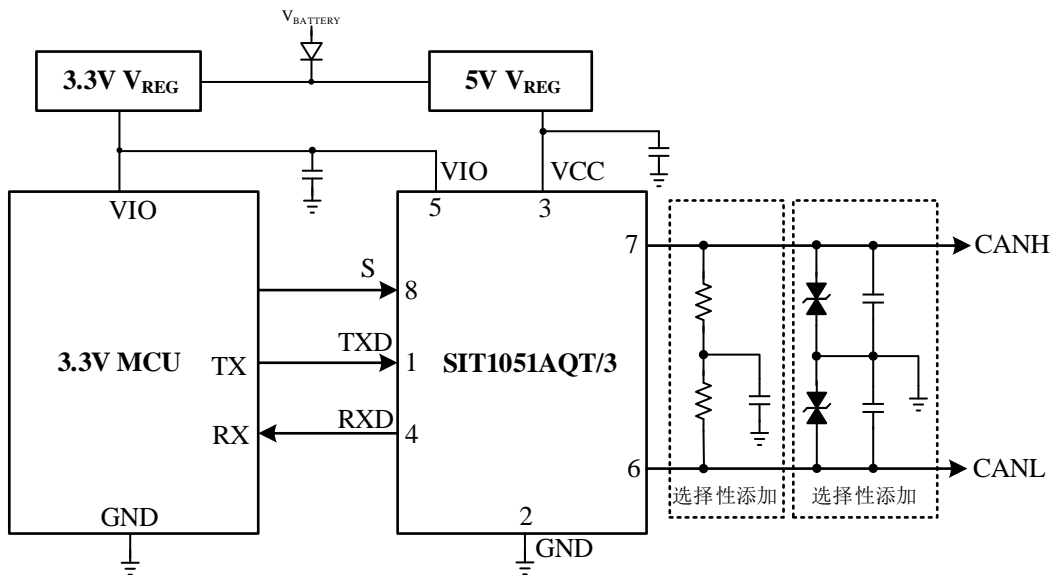 VBATTERY
3.3V VREG
5V VREG
VIO
VCC
VIO
5
3
7
CANH
S
8
3.3V MCU
TX
TXD
1
SIT1051AQT/3
RX
RXD
4
6
CANL
选择性添加
选择性添加
GND
2
GND